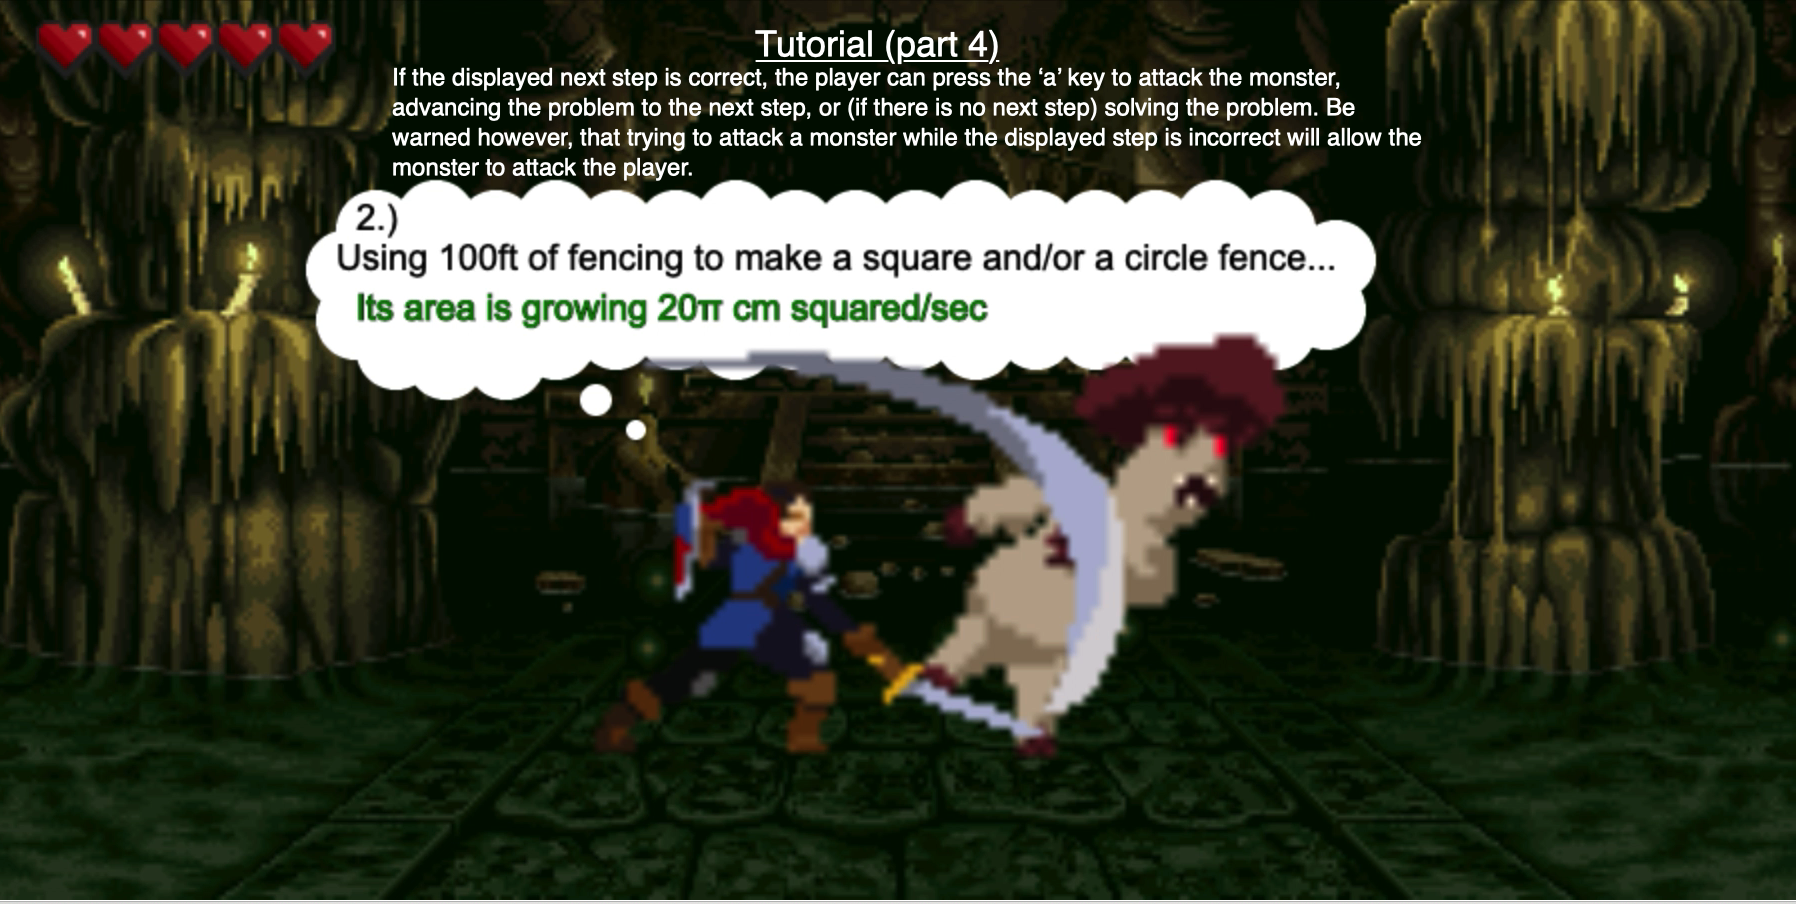 Tutorial (part 4)
If the displayed next step is correct, the player can press the ‘a’ key to attack the monster,
advancing the problem to the next step, or (if there is no next step) solving the problem. Be
warned however, that trying to attack a monster while the displayed step is incorrect will allow the
monster to attack the player.
2.)
Using 100ft of fencing to make a square and/or a circle fence...
Its area is growing 20π cm squared/sec